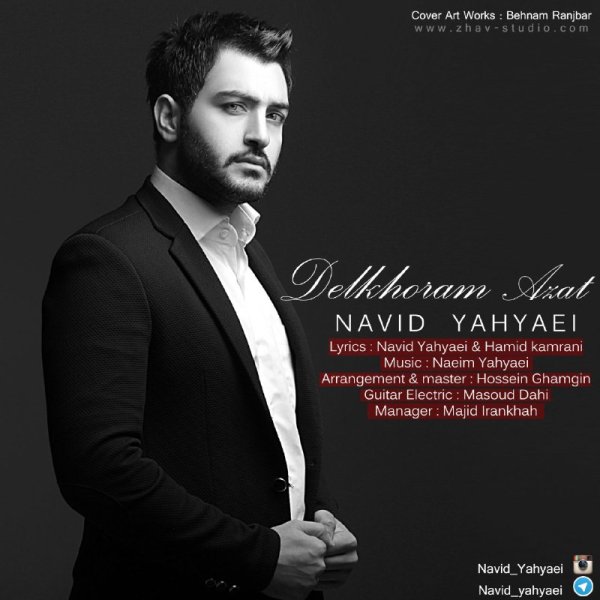 Cover Art Works : Behnam Ranjbar
www.zhav-studio.com
Delkhoram Azat
NAVID YAHYAEI
Lyrics : Navid Yahyaei & Hamid kamrani
Music : Naeim Yahyaei
Arrangement & master : Hossein Ghamgin
Guitar Electric : Masoud Dahi
Manager : Majid Irankhah
Navid_Yahyaei
Navid_yahyaei